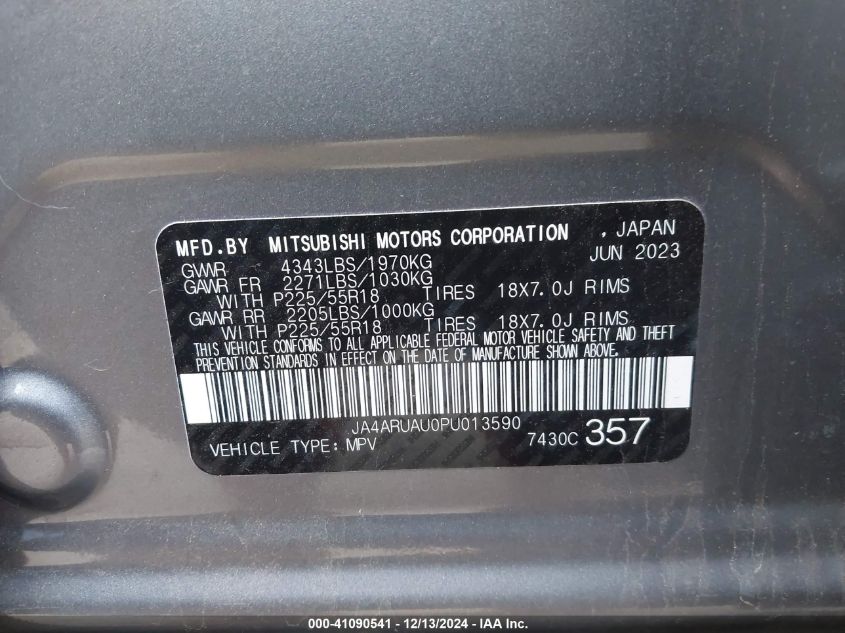 MFD.BY MITSUBISHI MOTORS CORPORATION , JAPAN
GVWR 4343LBS/1970KG JUN 2023
GAWR FR 2271LBS/1030KG
WITH P225/55R18 TIRES 18X7.0J RIMS
GAWR RR 2205LBS/1000KG
WITH P225/55R18 TIRES 18X7.0J RIMS
THIS VEHICLE CONFORMS TO ALL APPLICABLE FEDERAL MOTOR VEHICLE SAFETY AND THEFT
PREVENTION STANDARDS IN EFFECT ON THE DATE OF MANUFACTURE SHOWN ABOVE.
JA4ARUAU0PU013590
VEHICLE TYPE: MPV 7430C 357
000-41090541 - 12/13/2024 - IAA Inc.